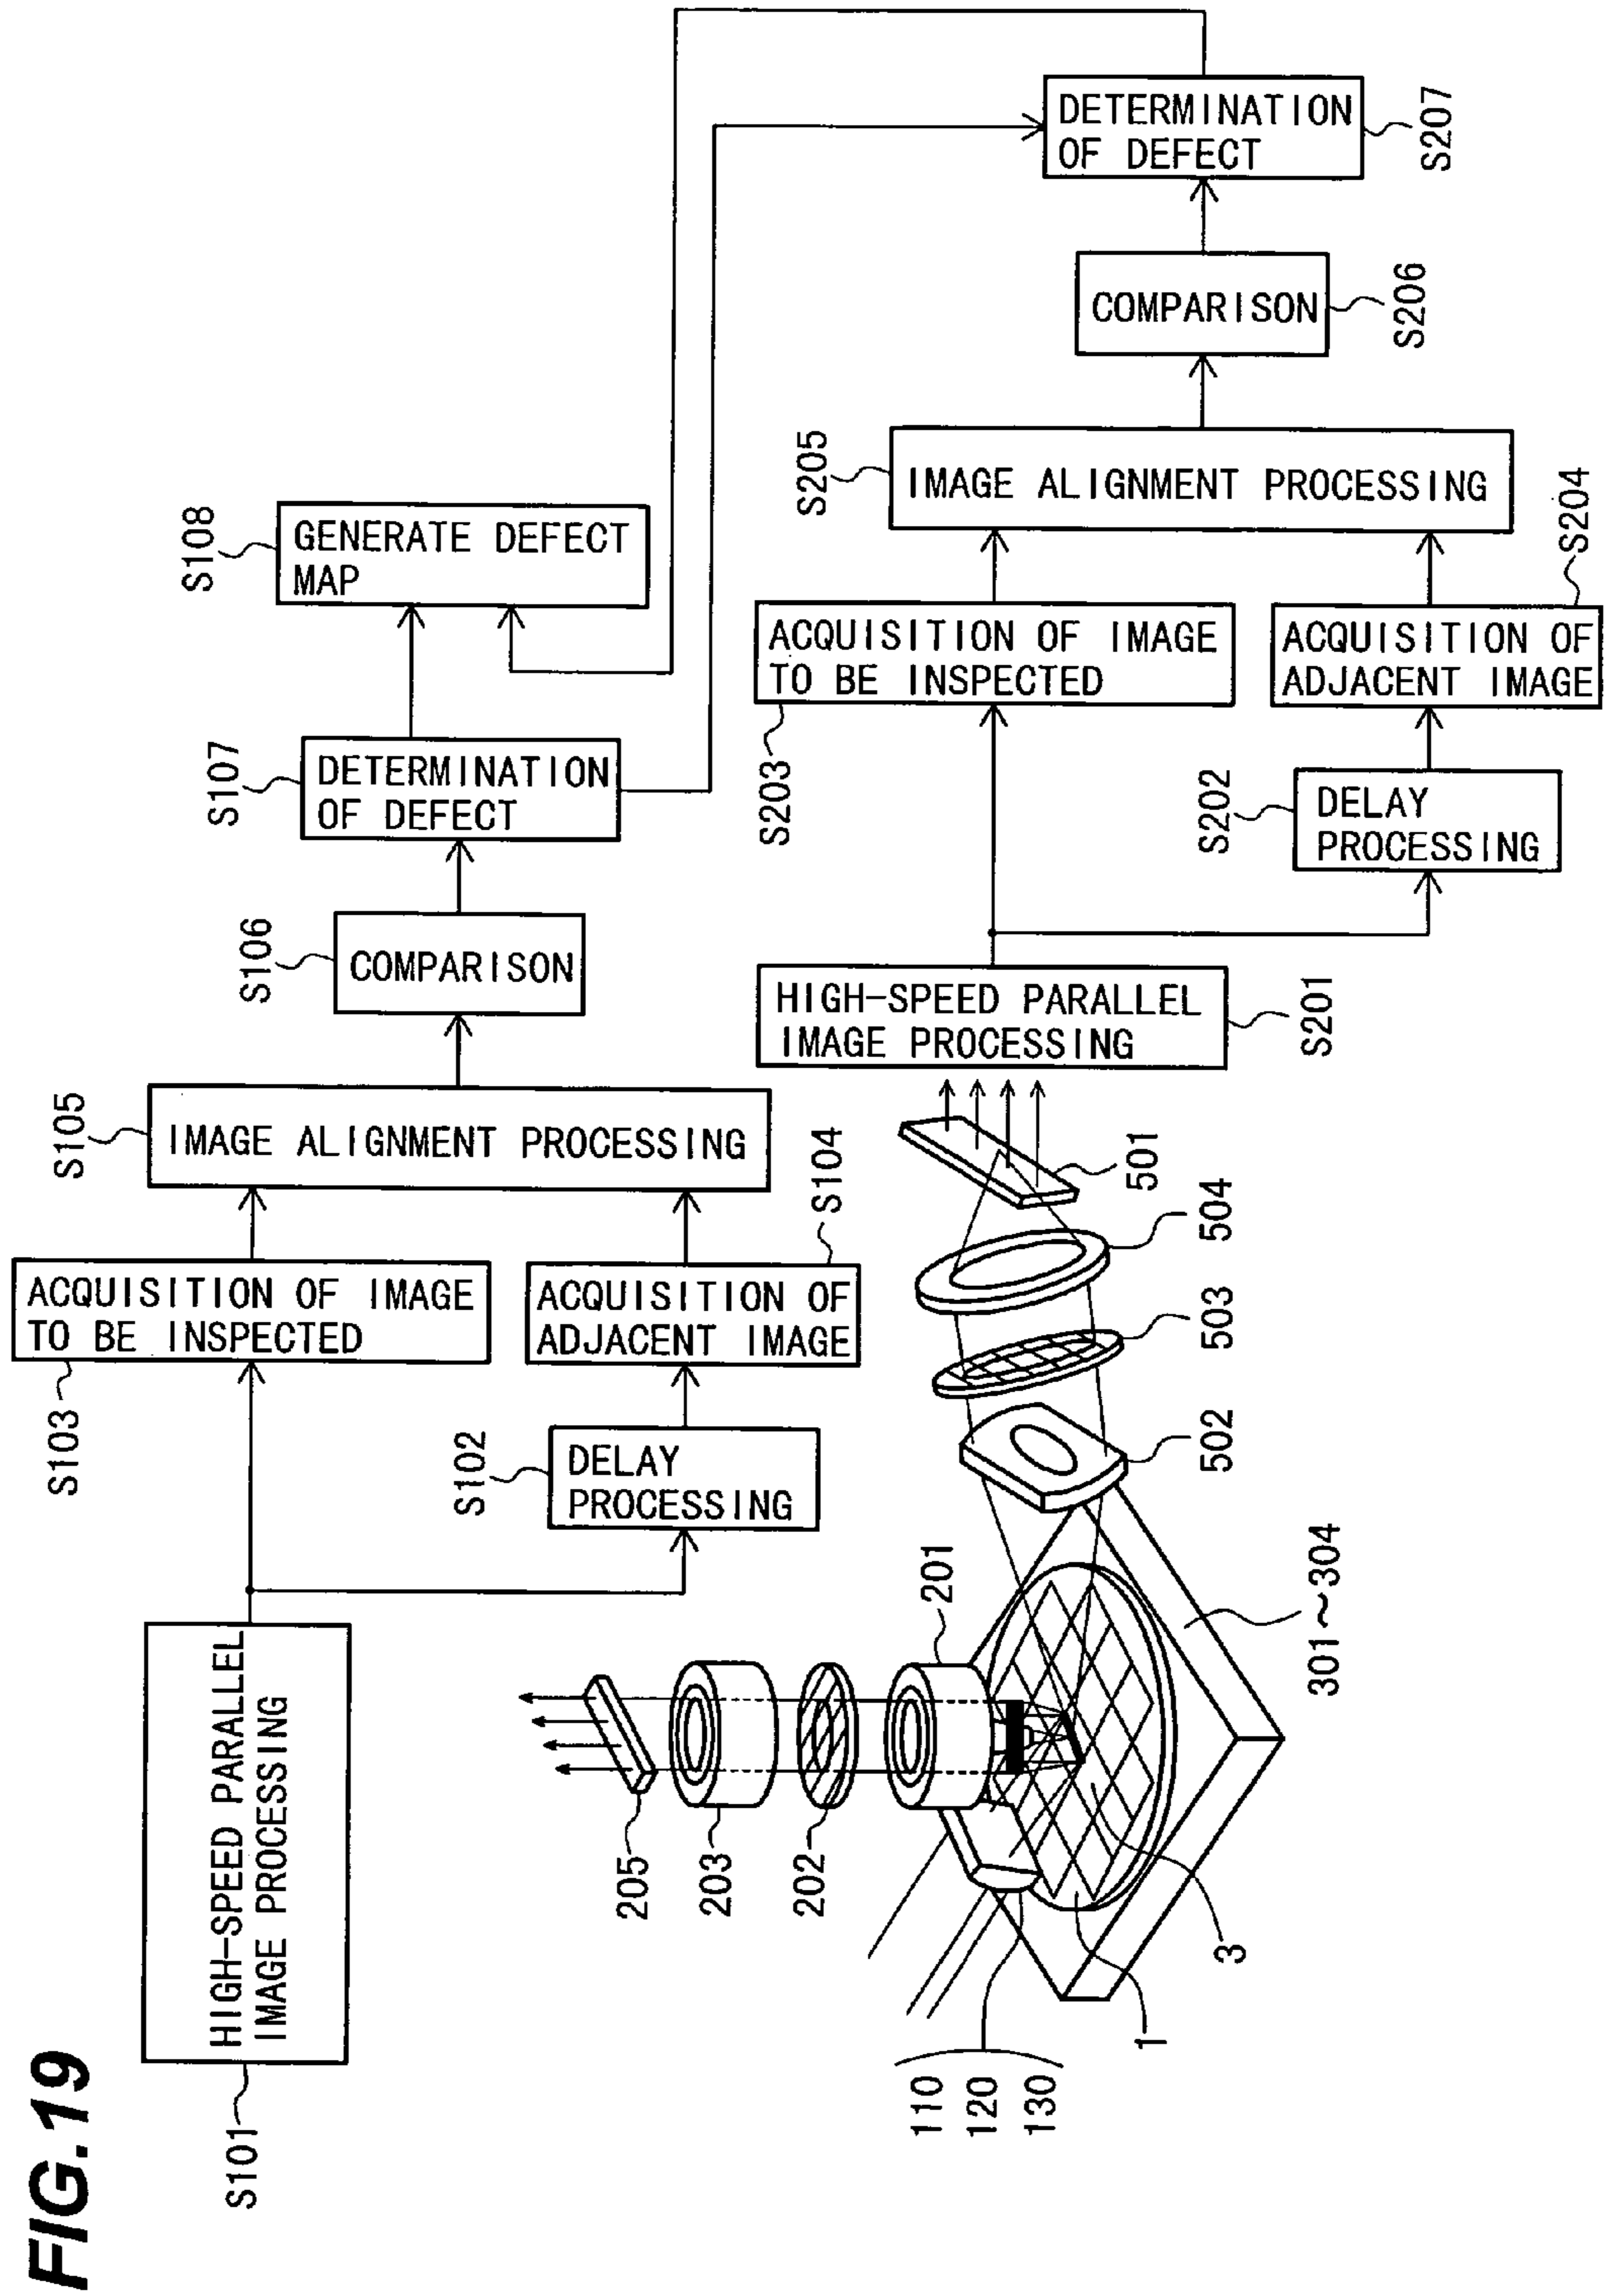 FIG.19
S101
HIGH-SPEED PARALLEL
IMAGE PROCESSING
S103
ACQUISITION OF IMAGE
TO BE INSPECTED
S102
DELAY
PROCESSING
S104
ACQUISITION OF
ADJACENT IMAGE
S105
IMAGE ALIGNMENT PROCESSING
S106
COMPARISON
S107
DETERMINATION
OF DEFECT
S108
GENERATE DEFECT
MAP
205
203
202
201
110
120
130
1
3
301~304
502
503
504
501
HIGH-SPEED PARALLEL
IMAGE PROCESSING
S201
S203
ACQUISITION OF IMAGE
TO BE INSPECTED
S202
DELAY
PROCESSING
ACQUISITION OF
ADJACENT IMAGE
S204
S205
IMAGE ALIGNMENT PROCESSING
COMPARISON
S206
DETERMINATION
OF DEFECT
S207